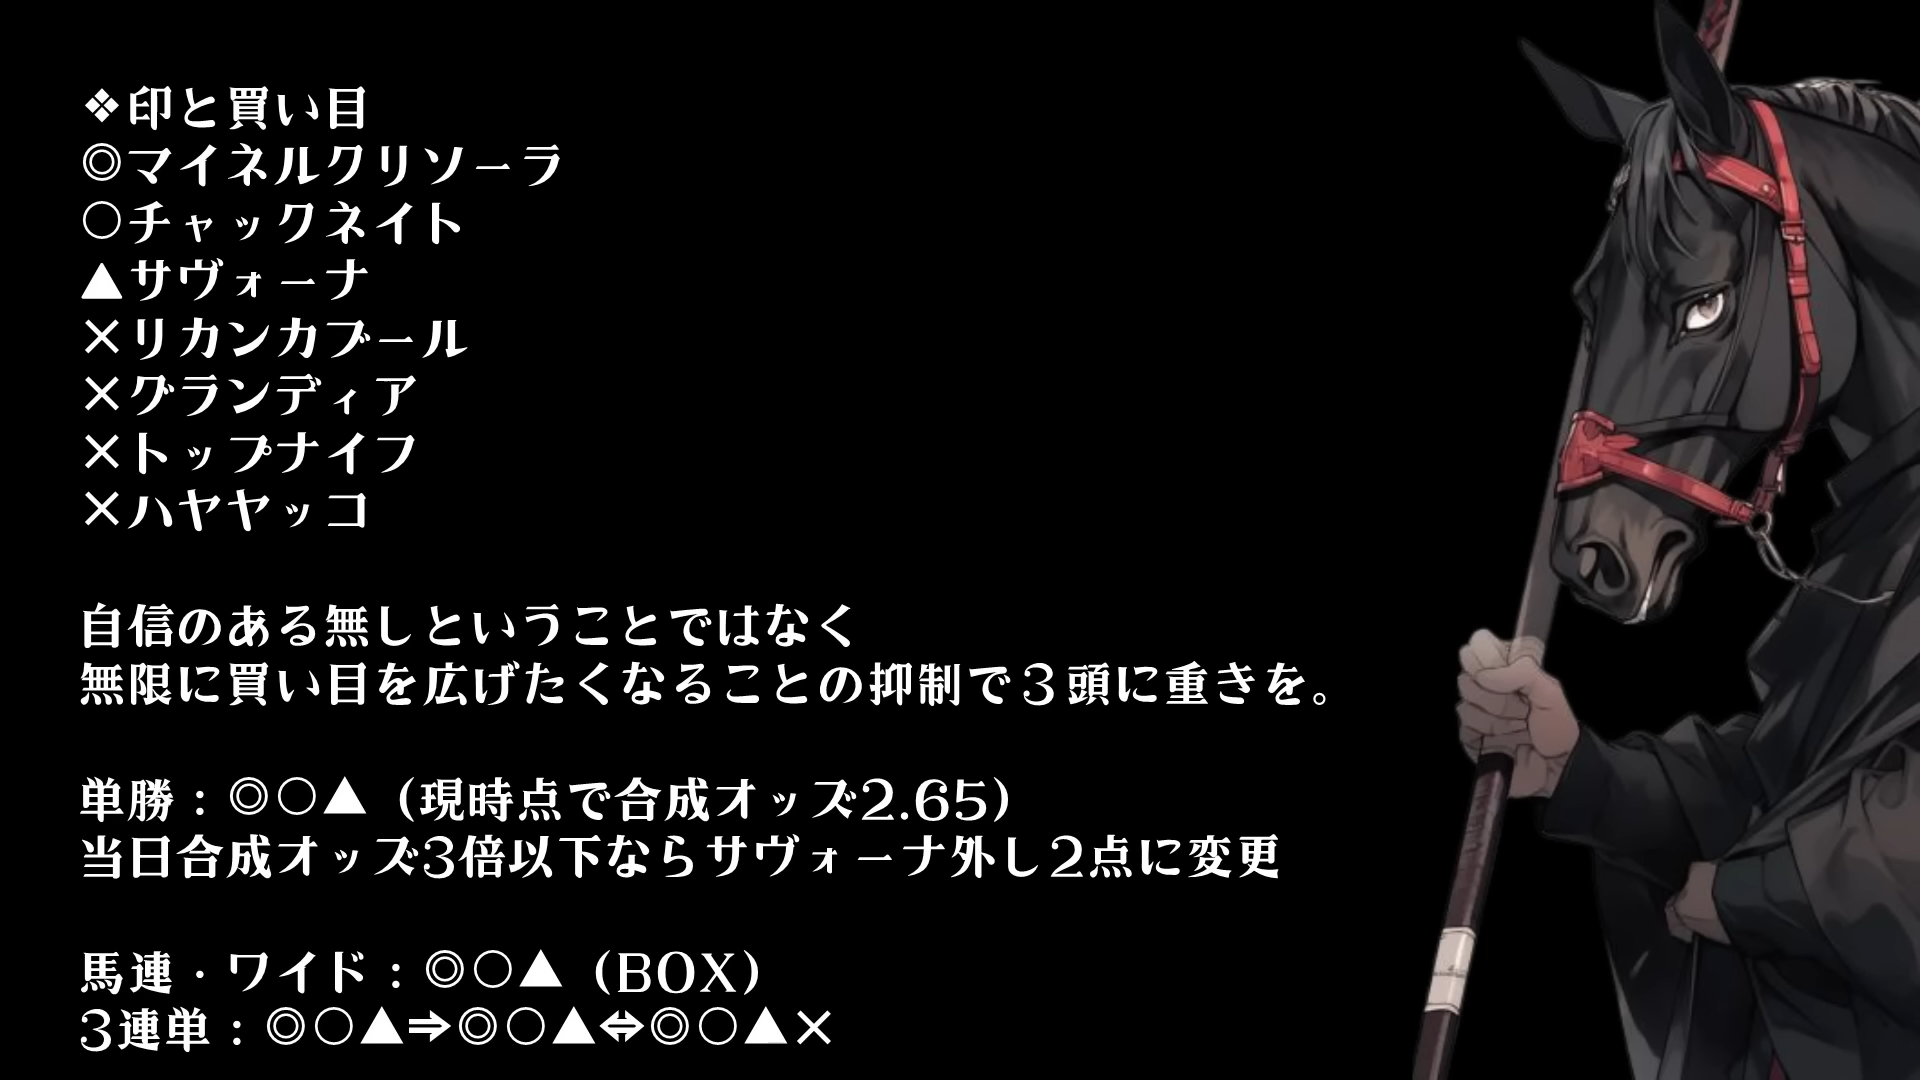 ❖印と買い目
◎マイネルクリソーラ
○チャックネイト
▲サヴォーナ
×リカンカブール
×グランディア
×トップナイフ
×ハヤヤッコ
自信のある無しということではなく
無限に買い目を広げたくなることの抑制で３頭に重きを。
単勝：◎○▲（現時点で合成オッズ2.65）
当日合成オッズ3倍以下ならサヴォーナ外し２点に変更
馬連・ワイド：◎○▲（BOX）
3連単：◎○▲⇒◎○▲⇔◎○▲×